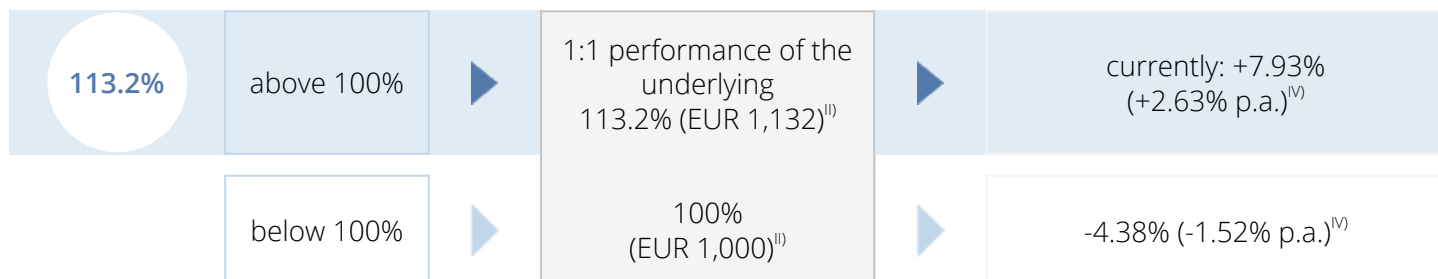 113.2%
above 100%
1:1 performance of the
underlying
113.2% (EUR 1,132)II)
currently: +7.93%
(+2.63% p.a.)IV)
below 100%
100%
(EUR 1,000)II)
-4.38% (-1.52% p.a.)IV)